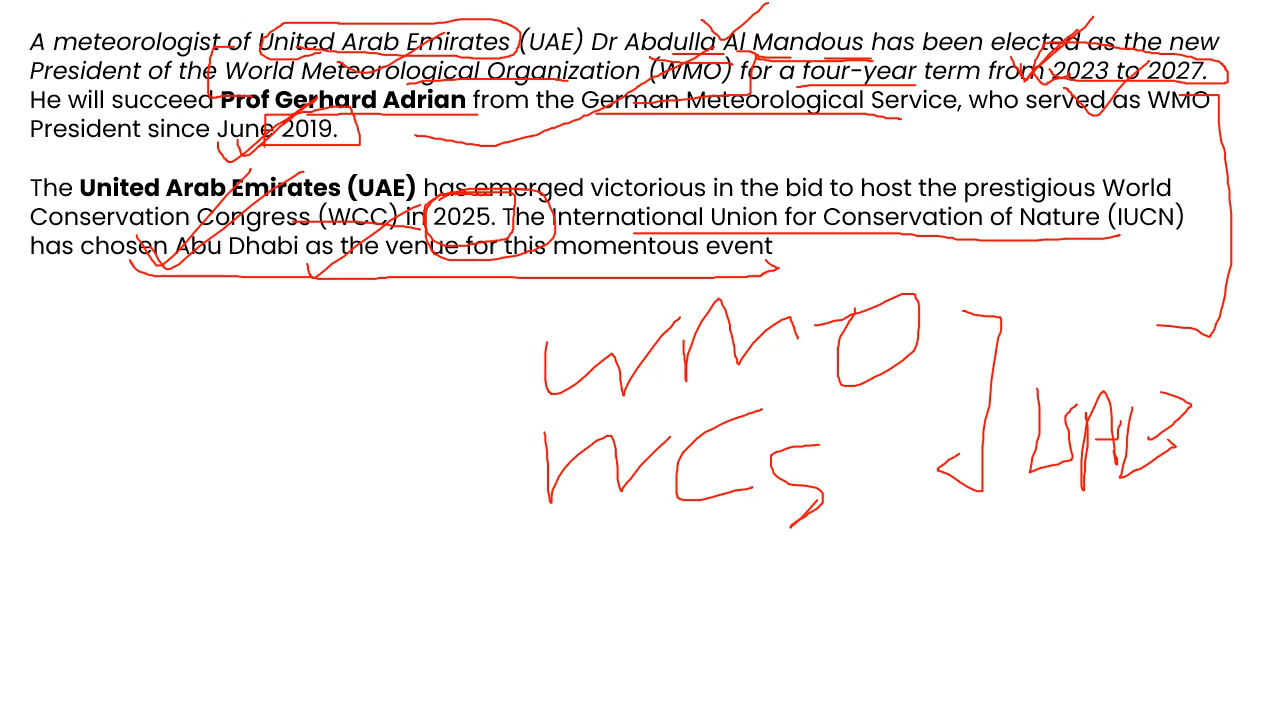 A meteorologist of United Arab Emirates (UAE) Dr Abdulla Al Mandous has been elected as the new
President of the World Meteorological Organization (WMO) for a four-year term from 2023 to 2027.
He will succeed Prof Gerhard Adrian from the German Meteorological Service, who served as WMO
President since June 2019.
The United Arab Emirates (UAE) has emerged victorious in the bid to host the prestigious World
Conservation Congress (WCC) in 2025. The International Union for Conservation of Nature (IUCN)
has chosen Abu Dhabi as the venue for this momentous event
WMO
WCS
UAE